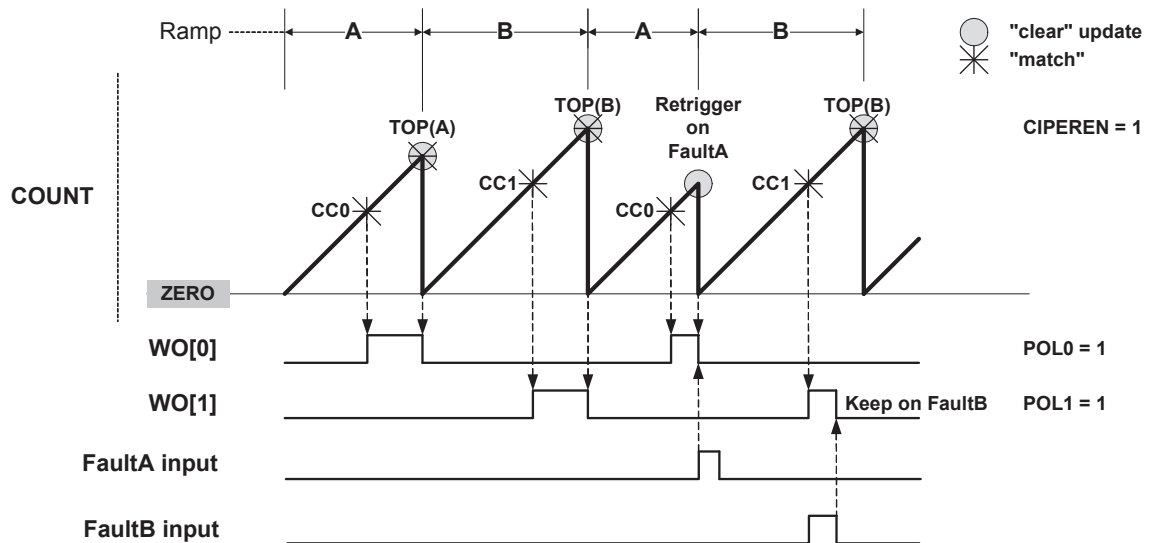 Ramp
A
B
A
B
"clear" update
"match"
TOP(A)
TOP(B)
Retrigger
on
FaultA
TOP(B)
CIPEREN = 1
COUNT
CC0
CC1
CC0
CC1
ZERO
WO[0]
POL0 = 1
WO[1]
Keep on FaultB
POL1 = 1
FaultA input
FaultB input